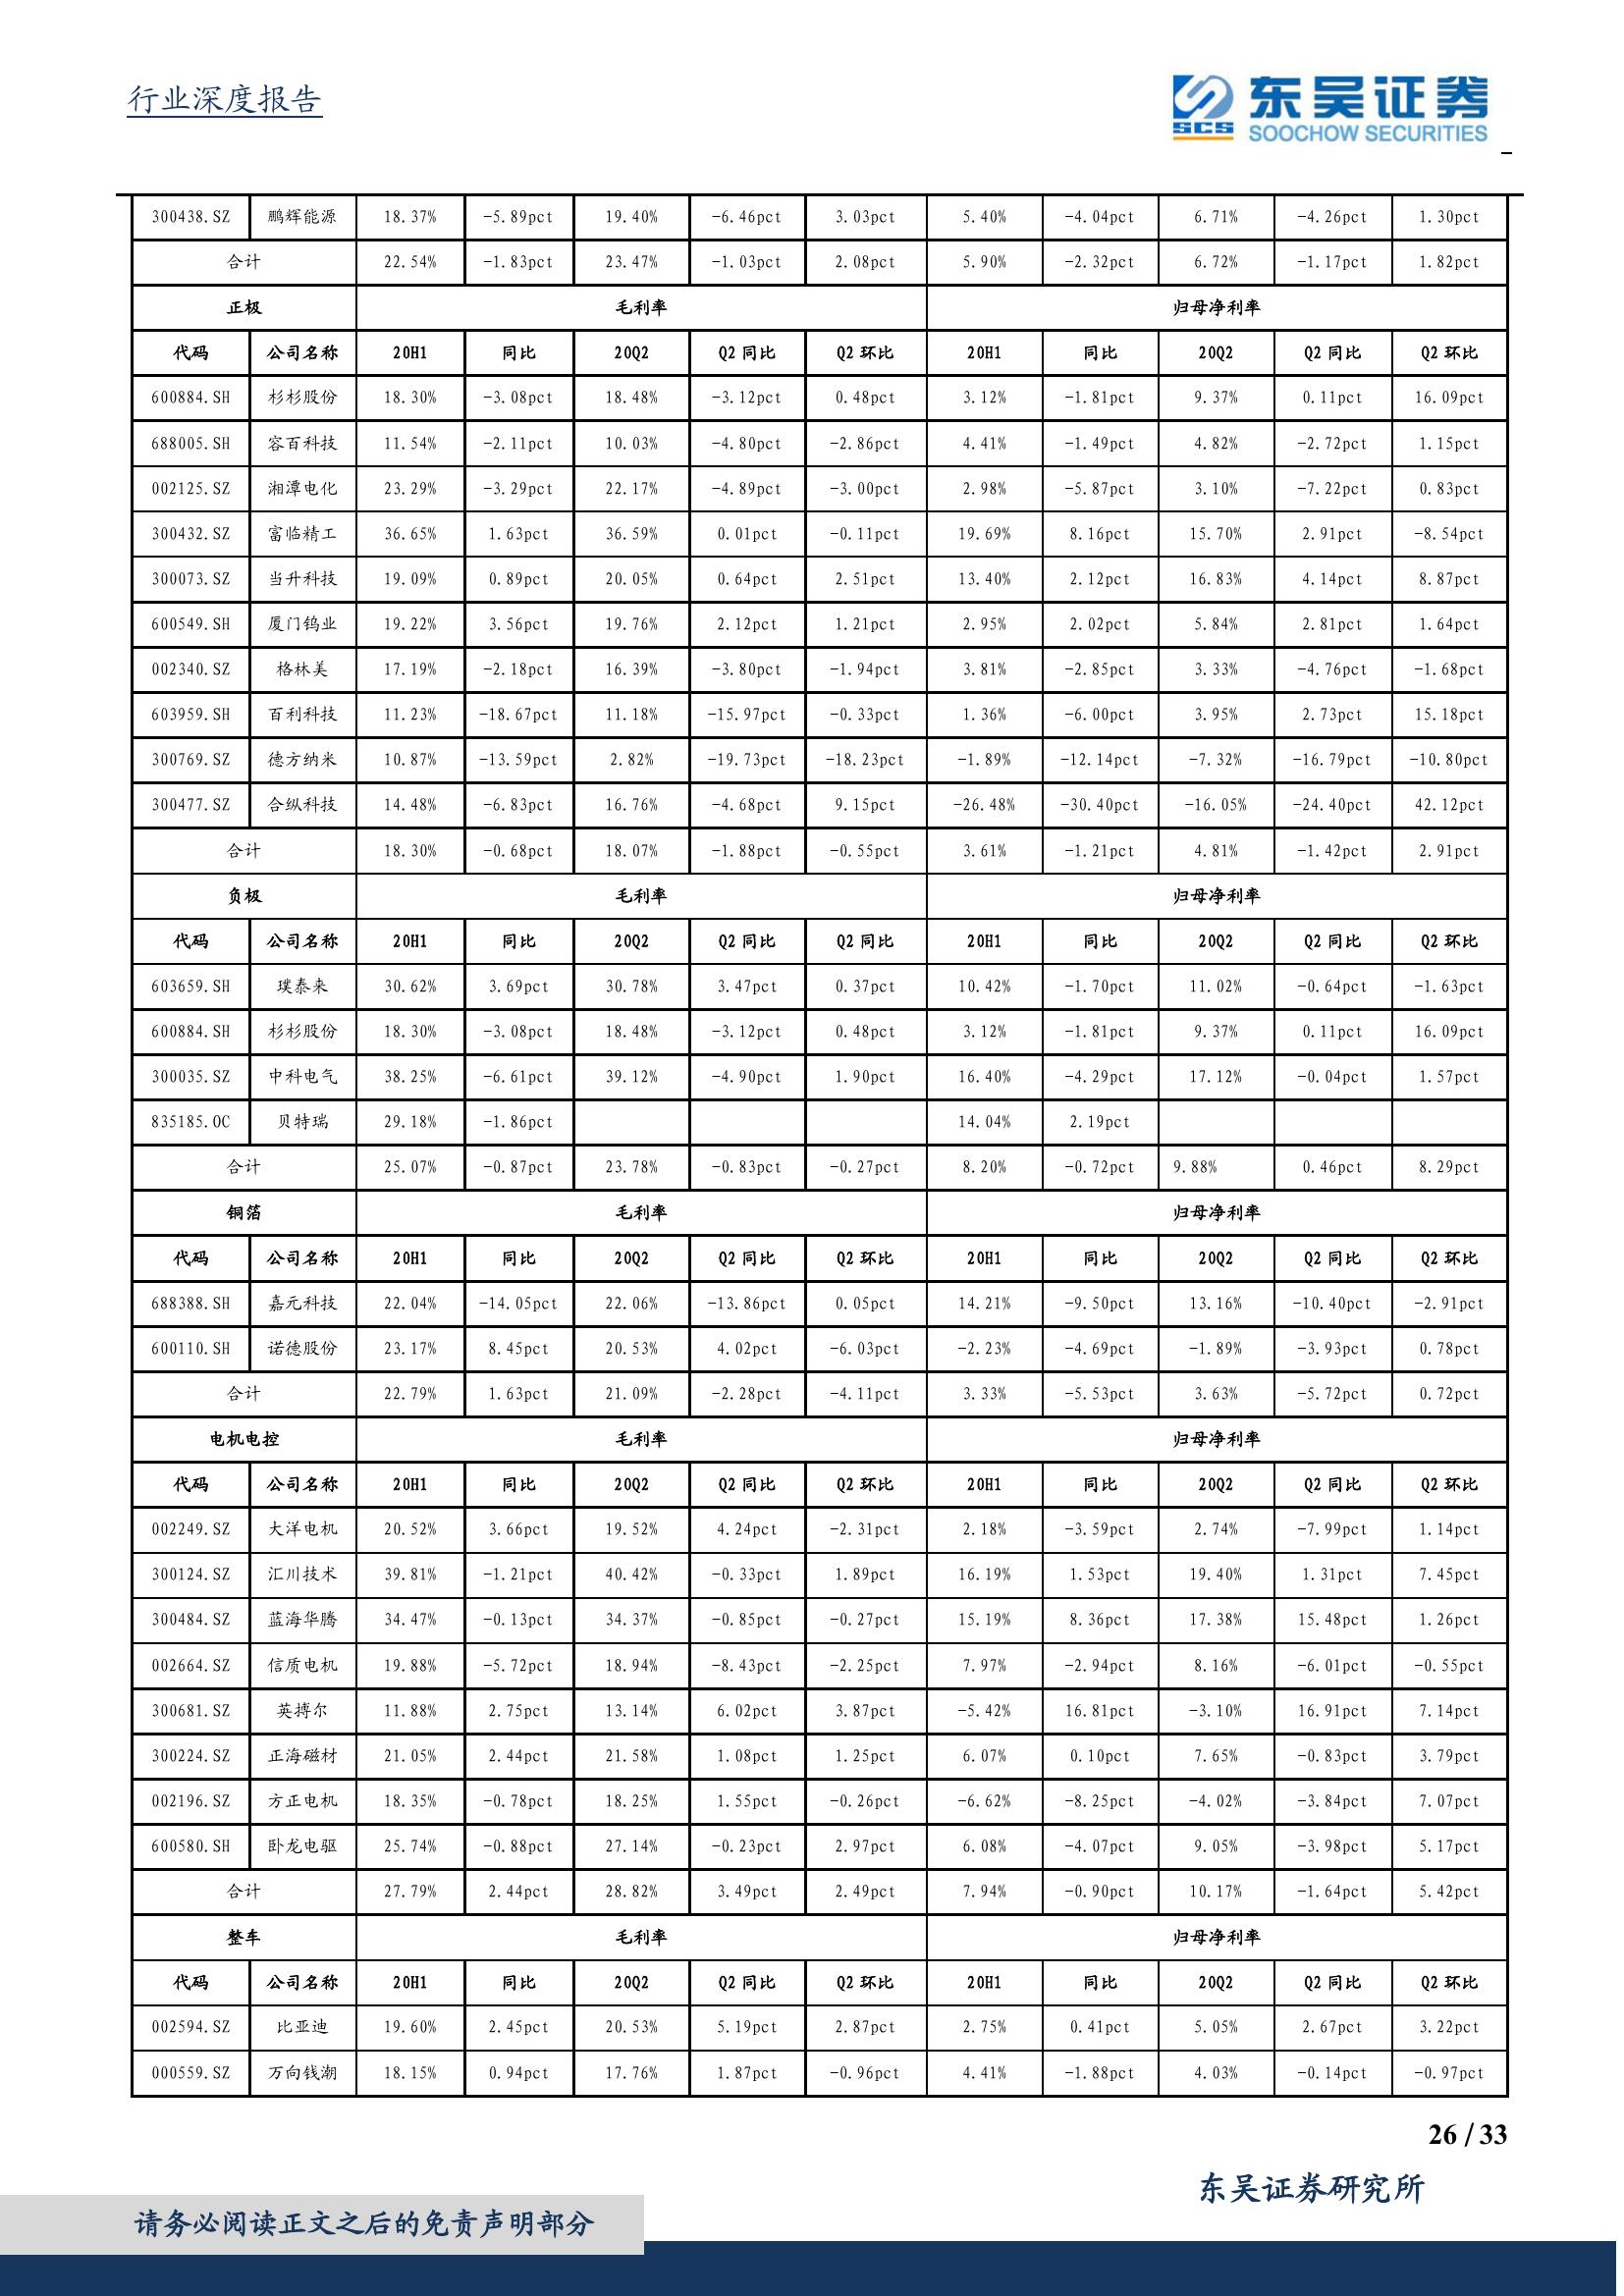 行业深度报告
东吴证券
SCS
SOOCHOW SECURITIES
300438.SZ 鹏辉能源 18.37% -5.89pct 19.40% -6.46pct 3.03pct 5.40% -4.04pct 6.71% -4.26pct 1.30pct
合计 22.54% -1.83pct 23.47% -1.03pct 2.08pct 5.90% -2.32pct 6.72% -1.17pct 1.82pct
正极 毛利率 归母净利率
代码 公司名称 20H1 同比 20Q2 Q2 同比 Q2 环比 20H1 同比 20Q2 Q2 同比 Q2 环比
600884.SH 杉杉股份 18.30% -3.08pct 18.48% -3.12pct 0.48pct 3.12% -1.81pct 9.37% 0.11pct 16.09pct
688005.SH 容百科技 11.54% -2.11pct 10.03% -4.80pct -2.86pct 4.41% -1.49pct 4.82% -2.72pct 1.15pct
002125.SZ 湘潭电化 23.29% -3.29pct 22.17% -4.89pct -3.00pct 2.98% -5.87pct 3.10% -7.22pct 0.83pct
300432.SZ 富临精工 36.65% 1.63pct 36.59% 0.01pct -0.11pct 19.69% 8.16pct 15.70% 2.91pct -8.54pct
300073.SZ 当升科技 19.09% 0.89pct 20.05% 0.64pct 2.51pct 13.40% 2.12pct 16.83% 4.14pct 8.87pct
600549.SH 厦门钨业 19.22% 3.56pct 19.76% 2.12pct 1.21pct 2.95% 2.02pct 5.84% 2.81pct 1.64pct
002340.SZ 格林美 17.19% -2.18pct 16.39% -3.80pct -1.94pct 3.81% -2.85pct 3.33% -4.76pct -1.68pct
603959.SH 百利科技 11.23% -18.67pct 11.18% -15.97pct -0.33pct 1.36% -6.00pct 3.95% 2.73pct 15.18pct
300769.SZ 德方纳米 10.87% -13.59pct 2.82% -19.73pct -18.23pct -1.89% -12.14pct -7.32% -16.79pct -10.80pct
300477.SZ 合纵科技 14.48% -6.83pct 16.76% -4.68pct 9.15pct -26.48% -30.40pct -16.05% -24.40pct 42.12pct
合计 18.30% -0.68pct 18.07% -1.88pct -0.55pct 3.61% -1.21pct 4.81% -1.42pct 2.91pct
负极 毛利率 归母净利率
代码 公司名称 20H1 同比 20Q2 Q2 同比 Q2 同比 20H1 同比 20Q2 Q2 同比 Q2 环比
603659.SH 璞泰来 30.62% 3.69pct 30.78% 3.47pct 0.37pct 10.42% -1.70pct 11.02% -0.64pct -1.63pct
600884.SH 杉杉股份 18.30% -3.08pct 18.48% -3.12pct 0.48pct 3.12% -1.81pct 9.37% 0.11pct 16.09pct
300035.SZ 中科电气 38.25% -6.61pct 39.12% -4.90pct 1.90pct 16.40% -4.29pct 17.12% -0.04pct 1.57pct
835185.OC 贝特瑞 29.18% -1.86pct 14.04% 2.19pct
合计 25.07% -0.87pct 23.78% -0.83pct -0.27pct 8.20% -0.72pct 9.88% 0.46pct 8.29pct
铜箔 毛利率 归母净利率
代码 公司名称 20H1 同比 20Q2 Q2 同比 Q2 环比 20H1 同比 20Q2 Q2 同比 Q2 环比
688388.SH 嘉元科技 22.04% -14.05pct 22.06% -13.86pct 0.05pct 14.21% -9.50pct 13.16% -10.40pct -2.91pct
600110.SH 诺德股份 23.17% 8.45pct 20.53% 4.02pct -6.03pct -2.23% -4.69pct -1.89% -3.93pct 0.78pct
合计 22.79% 1.63pct 21.09% -2.28pct -4.11pct 3.33% -5.53pct 3.63% -5.72pct 0.72pct
电机电控 毛利率 归母净利率
代码 公司名称 20H1 同比 20Q2 Q2 同比 Q2 环比 20H1 同比 20Q2 Q2 同比 Q2 环比
002249.SZ 大洋电机 20.52% 3.66pct 19.52% 4.24pct -2.31pct 2.18% -3.59pct 2.74% -7.99pct 1.14pct
300124.SZ 汇川技术 39.81% -1.21pct 40.42% -0.33pct 1.89pct 16.19% 1.53pct 19.40% 1.31pct 7.45pct
300484.SZ 蓝海华腾 34.47% -0.13pct 34.37% -0.85pct -0.27pct 15.19% 8.36pct 17.38% 15.48pct 1.26pct
002664.SZ 信质电机 19.88% -5.72pct 18.94% -8.43pct -2.25pct 7.97% -2.94pct 8.16% -6.01pct -0.55pct
300681.SZ 英搏尔 11.88% 2.75pct 13.14% 6.02pct 3.87pct -5.42% 16.81pct -3.10% 16.91pct 7.14pct
300224.SZ 正海磁材 21.05% 2.44pct 21.58% 1.08pct 1.25pct 6.07% 0.10pct 7.65% -0.83pct 3.79pct
002196.SZ 方正电机 18.35% -0.78pct 18.25% 1.55pct -0.26pct -6.62% -8.25pct -4.02% -3.84pct 7.07pct
600580.SH 卧龙电驱 25.74% -0.88pct 27.14% -0.23pct 2.97pct 6.08% -4.07pct 9.05% -3.98pct 5.17pct
合计 27.79% 2.44pct 28.82% 3.49pct 2.49pct 7.94% -0.90pct 10.17% -1.64pct 5.42pct
整车 毛利率 归母净利率
代码 公司名称 20H1 同比 20Q2 Q2 同比 Q2 环比 20H1 同比 20Q2 Q2 同比 Q2 环比
002594.SZ 比亚迪 19.60% 2.45pct 20.53% 5.19pct 2.87pct 2.75% 0.41pct 5.05% 2.67pct 3.22pct
000559.SZ 万向钱潮 18.15% 0.94pct 17.76% 1.87pct -0.96pct 4.41% -1.88pct 4.03% -0.14pct -0.97pct
26 / 33
东吴证券研究所
请务必阅读正文之后的免责声明部分